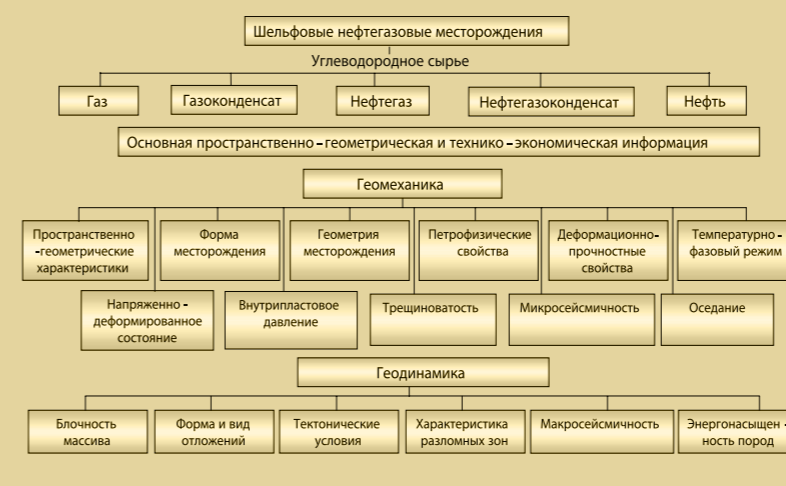 Шельфовые нефтегазовые месторождения
Углеводородное сырье
Газ
Газоконденсат
Нефтегаз
Нефтегазоконденсат
Нефть
Основная пространственно-геометрическая и технико-экономическая информация
Геомеханика
Пространственно
-геометрические
характеристики
Форма
месторождения
Геометрия
месторождения
Петрофизические
свойства
Деформационно-
прочностные
свойства
Температурно-
фазовый режим
Напряженно-
деформированное
состояние
Внутрипластовое
давление
Трещиноватость
Микросейсмичность
Оседание
Геодинамика
Блочность
массива
Форма и вид
отложений
Тектонические
условия
Характеристика
разломных зон
Макросейсмичность
Энергонасыщен-
ность пород